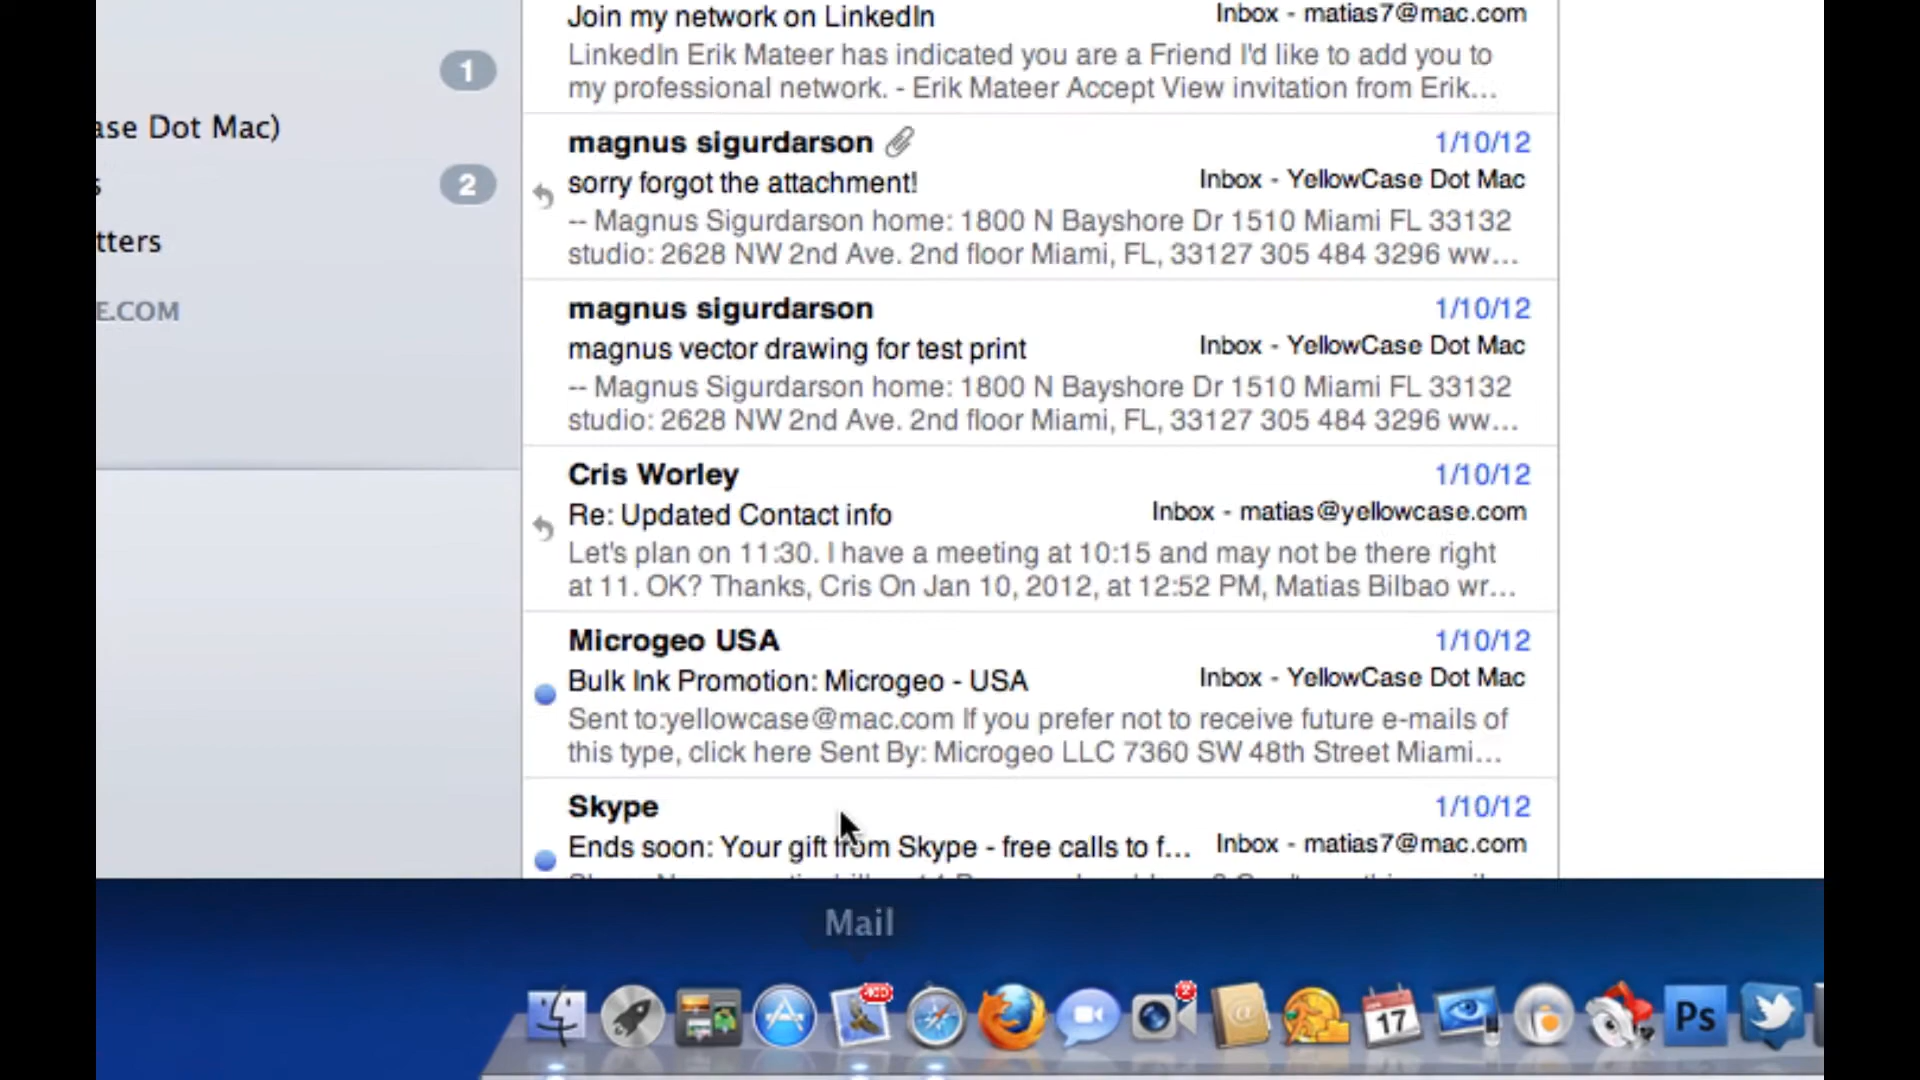 Join my network on LinkedIn Inbox - matias7@mac.com
LinkedIn Erik Mateer has indicated you are a Friend I'd like to add you to
my professional network. - Erik Mateer Accept View invitation from Erik...
1
ase Dot Mac)
2
s
tters
E.COM
magnus sigurdarson 1/10/12
sorry forgot the attachment! Inbox - YellowCase Dot Mac
-- Magnus Sigurdarson home: 1800 N Bayshore Dr 1510 Miami FL 33132
studio: 2628 NW 2nd Ave. 2nd floor Miami, FL, 33127 305 484 3296 ww...
magnus sigurdarson 1/10/12
magnus vector drawing for test print Inbox - YellowCase Dot Mac
-- Magnus Sigurdarson home: 1800 N Bayshore Dr 1510 Miami FL 33132
studio: 2628 NW 2nd Ave. 2nd floor Miami, FL, 33127 305 484 3296 ww...
Cris Worley 1/10/12
Re: Updated Contact info Inbox - matias@yellowcase.com
Let's plan on 11:30. I have a meeting at 10:15 and may not be there right
at 11. OK? Thanks, Cris On Jan 10, 2012, at 12:52 PM, Matias Bilbao wr...
Microgeo USA 1/10/12
Bulk Ink Promotion: Microgeo - USA Inbox - YellowCase Dot Mac
Sent to:yellowcase@mac.com If you prefer not to receive future e-mails of
this type, click here Sent By: Microgeo LLC 7360 SW 48th Street Miami...
Skype 1/10/12
Ends soon: Your gift from Skype - free calls to f... Inbox - matias7@mac.com
Mail
2
17
Ps